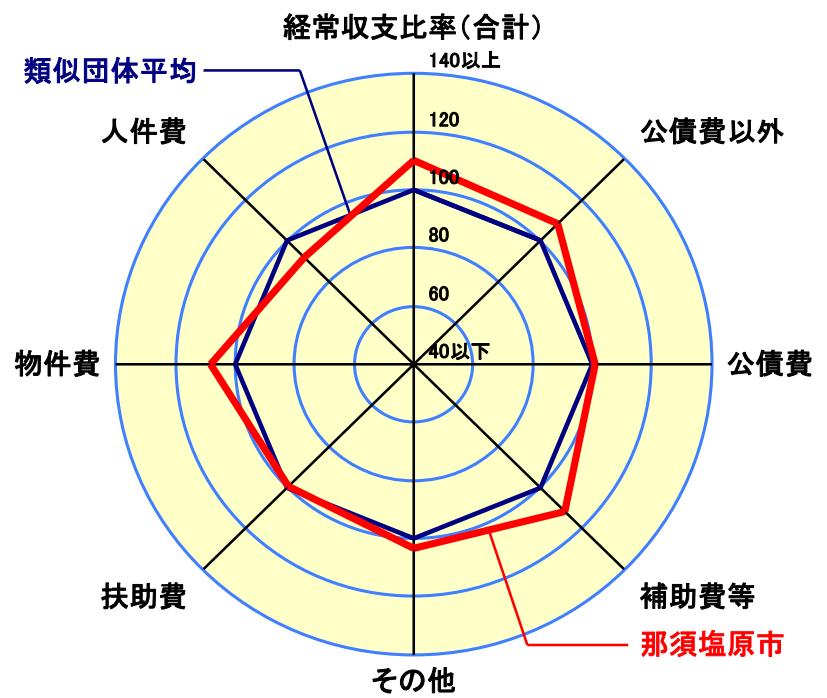 経常収支比率(合計)
140以上
類似団体平均
人件費
120
公債費以外
100
80
60
40以下
物件費
公債費
扶助費
補助費等
那須塩原市
その他